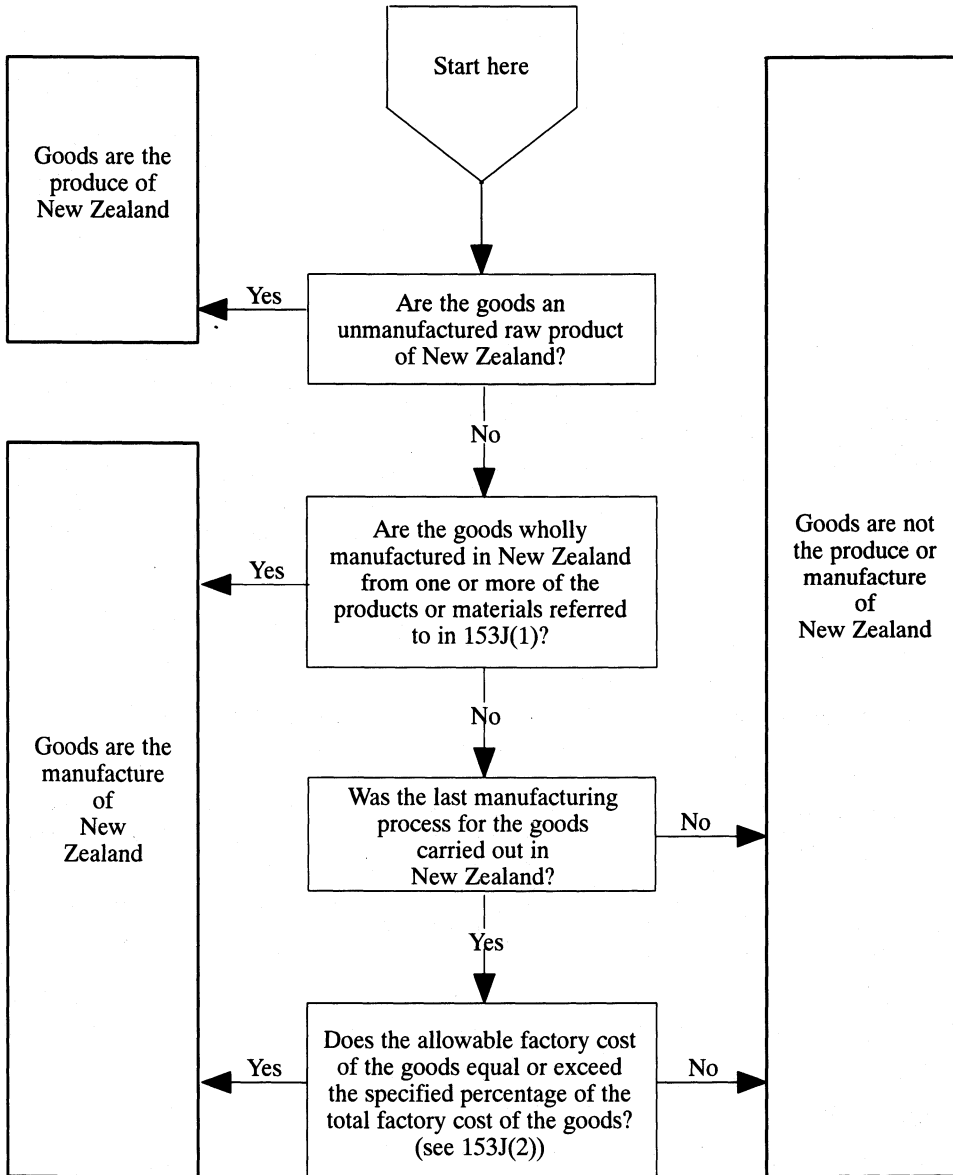 Start here
Goods are the
produce of
New Zealand
Yes
Are the goods an
unmanufactured raw product
of New Zealand?
No
Are the goods wholly
manufactured in New Zealand
from one or more of the
products or materials referred
to in 153J(1)?
Yes
Goods are not
the produce or
manufacture
of
New Zealand
No
Goods are the
manufacture
of
New
Zealand
Was the last manufacturing
process for the goods
carried out in
New Zealand?
No
Yes
Does the allowable factory cost
of the goods equal or exceed
the specified percentage of the
total factory cost of the goods?
(see 153J(2))
Yes
No